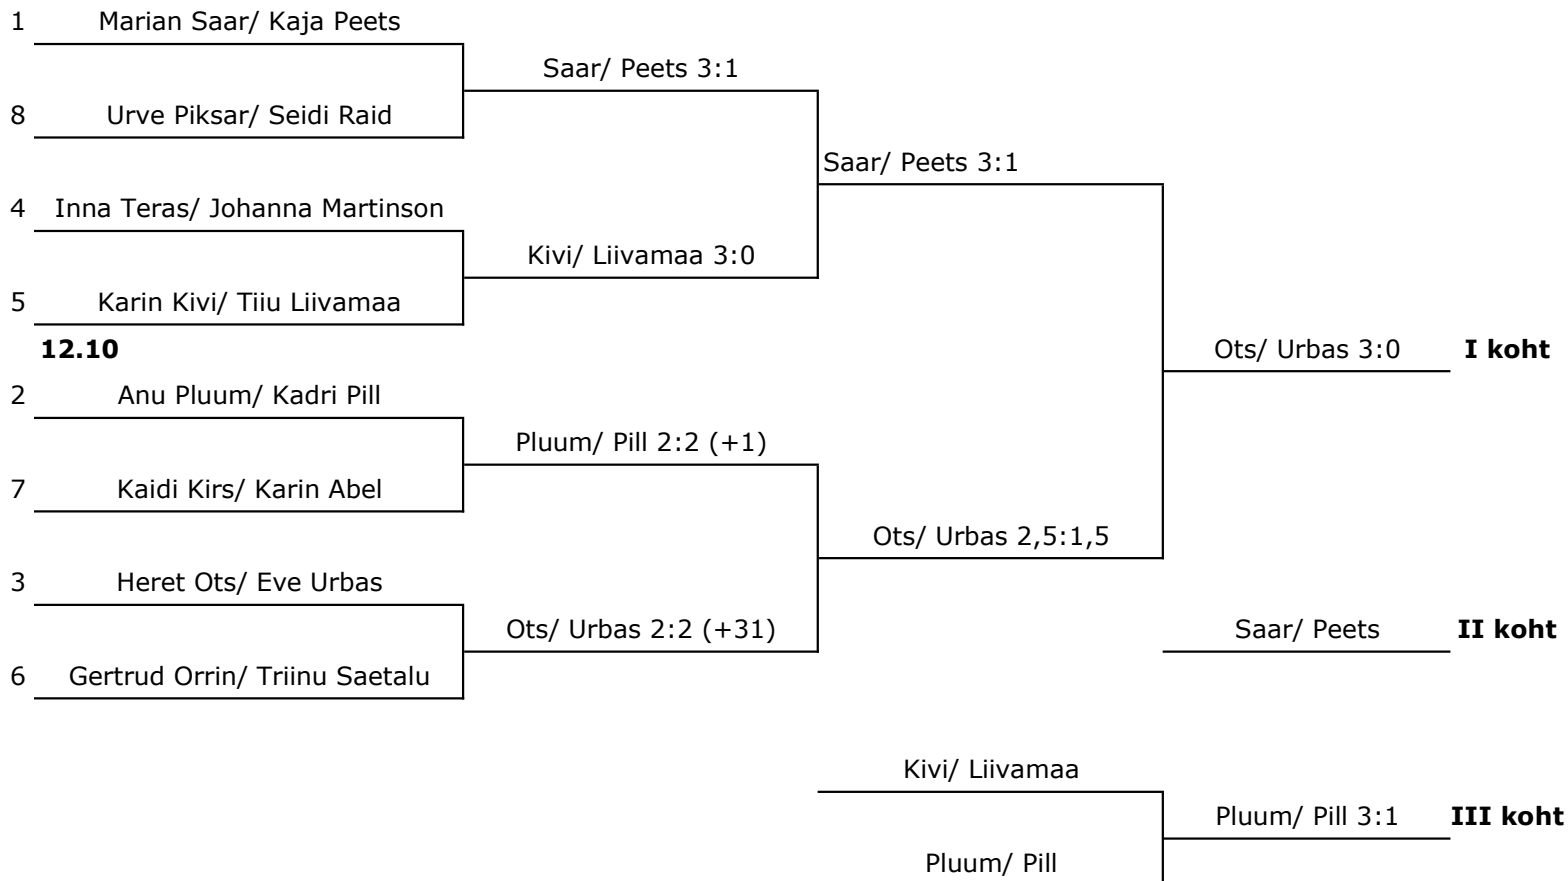 1 Marian Saar/ Kaja Peets
Saar/ Peets 3:1
8 Urve Piksar/ Seidi Raid
Saar/ Peets 3:1
4 Inna Teras/ Johanna Martinson
Kivi/ Liivamaa 3:0
5 Karin Kivi/ Tiiu Liivamaa
12.10
Ots/ Urbas 3:0 I koht
2 Anu Pluum/ Kadri Pill
Pluum/ Pill 2:2 (+1)
7 Kaidi Kirs/ Karin Abel
Ots/ Urbas 2,5:1,5
3 Heret Ots/ Eve Urbas
Ots/ Urbas 2:2 (+31)
Saar/ Peets II koht
6 Gertrud Orrin/ Triinu Saetalu
Kivi/ Liivamaa
Pluum/ Pill 3:1 III koht
Pluum/ Pill